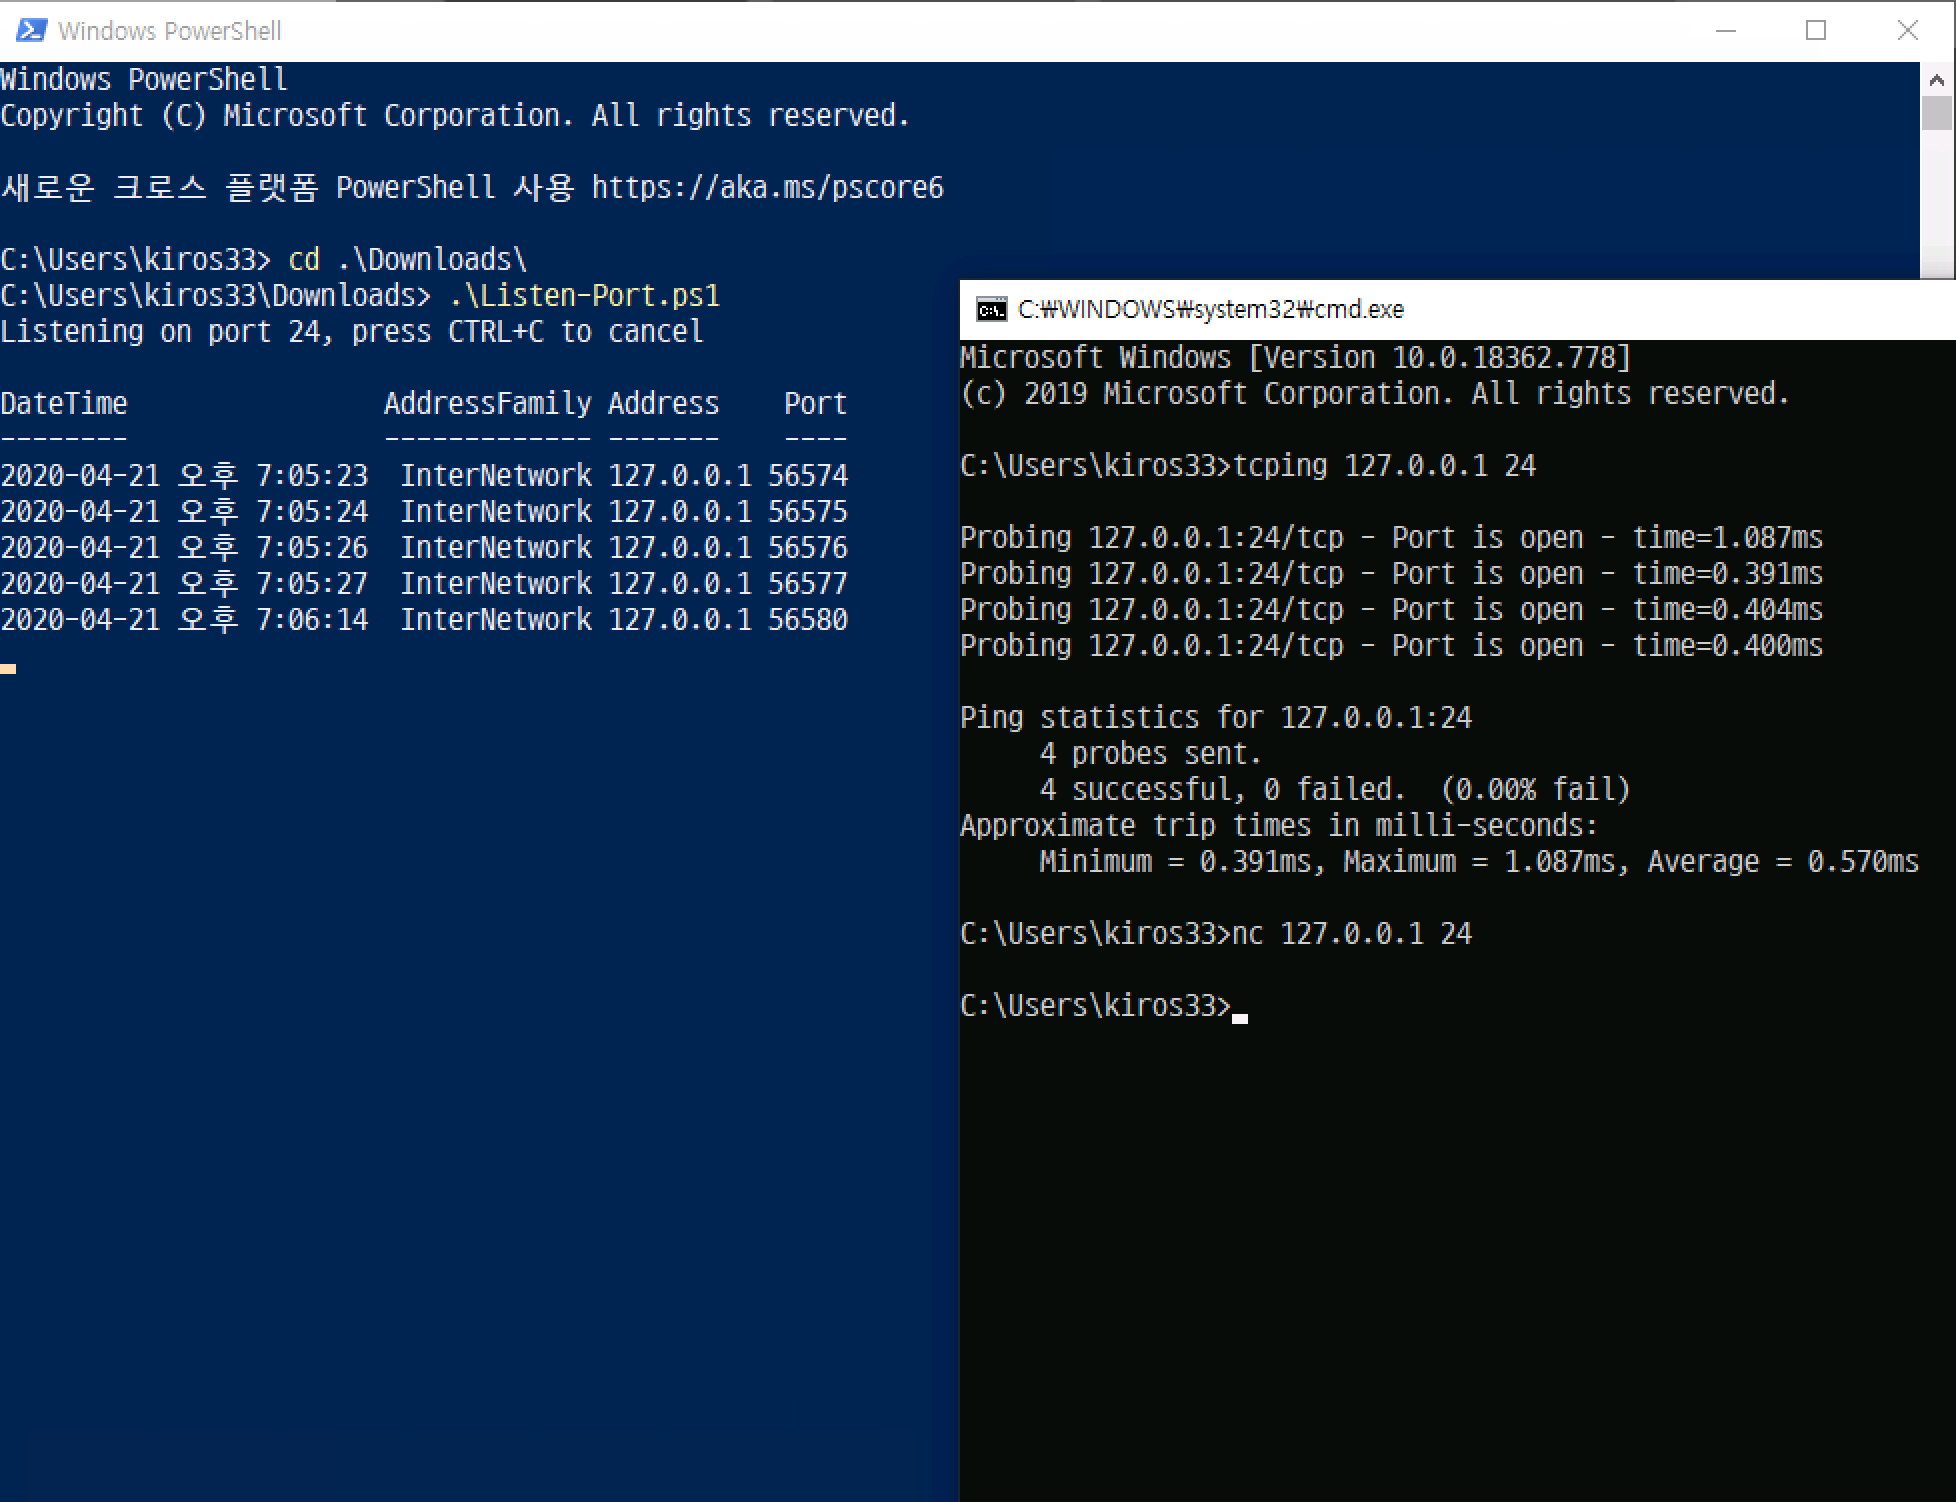 Windows PowerShell
Windows PowerShell
Copyright (C) Microsoft Corporation. All rights reserved.
새로운 크로스 플랫폼 PowerShell 사용 https://aka.ms/pscore6
C:\Users\kiros33> cd .\Downloads\
C:\Users\kiros33\Downloads> .\Listen-Port.ps1
Listening on port 24, press CTRL+C to cancel
DateTime AddressFamily Address Port
-------- ------------- ------- ----
2020-04-21 오후 7:05:23 InterNetwork 127.0.0.1 56574
2020-04-21 오후 7:05:24 InterNetwork 127.0.0.1 56575
2020-04-21 오후 7:05:26 InterNetwork 127.0.0.1 56576
2020-04-21 오후 7:05:27 InterNetwork 127.0.0.1 56577
2020-04-21 오후 7:06:14 InterNetwork 127.0.0.1 56580
C:₩WINDOWS₩system32₩cmd.exe
Microsoft Windows [Version 10.0.18362.778]
(c) 2019 Microsoft Corporation. All rights reserved.
C:\Users\kiros33>tcping 127.0.0.1 24
Probing 127.0.0.1:24/tcp - Port is open - time=1.087ms
Probing 127.0.0.1:24/tcp - Port is open - time=0.391ms
Probing 127.0.0.1:24/tcp - Port is open - time=0.404ms
Probing 127.0.0.1:24/tcp - Port is open - time=0.400ms
Ping statistics for 127.0.0.1:24
4 probes sent.
4 successful, 0 failed. (0.00% fail)
Approximate trip times in milli-seconds:
Minimum = 0.391ms, Maximum = 1.087ms, Average = 0.570ms
C:\Users\kiros33>nc 127.0.0.1 24
C:\Users\kiros33>